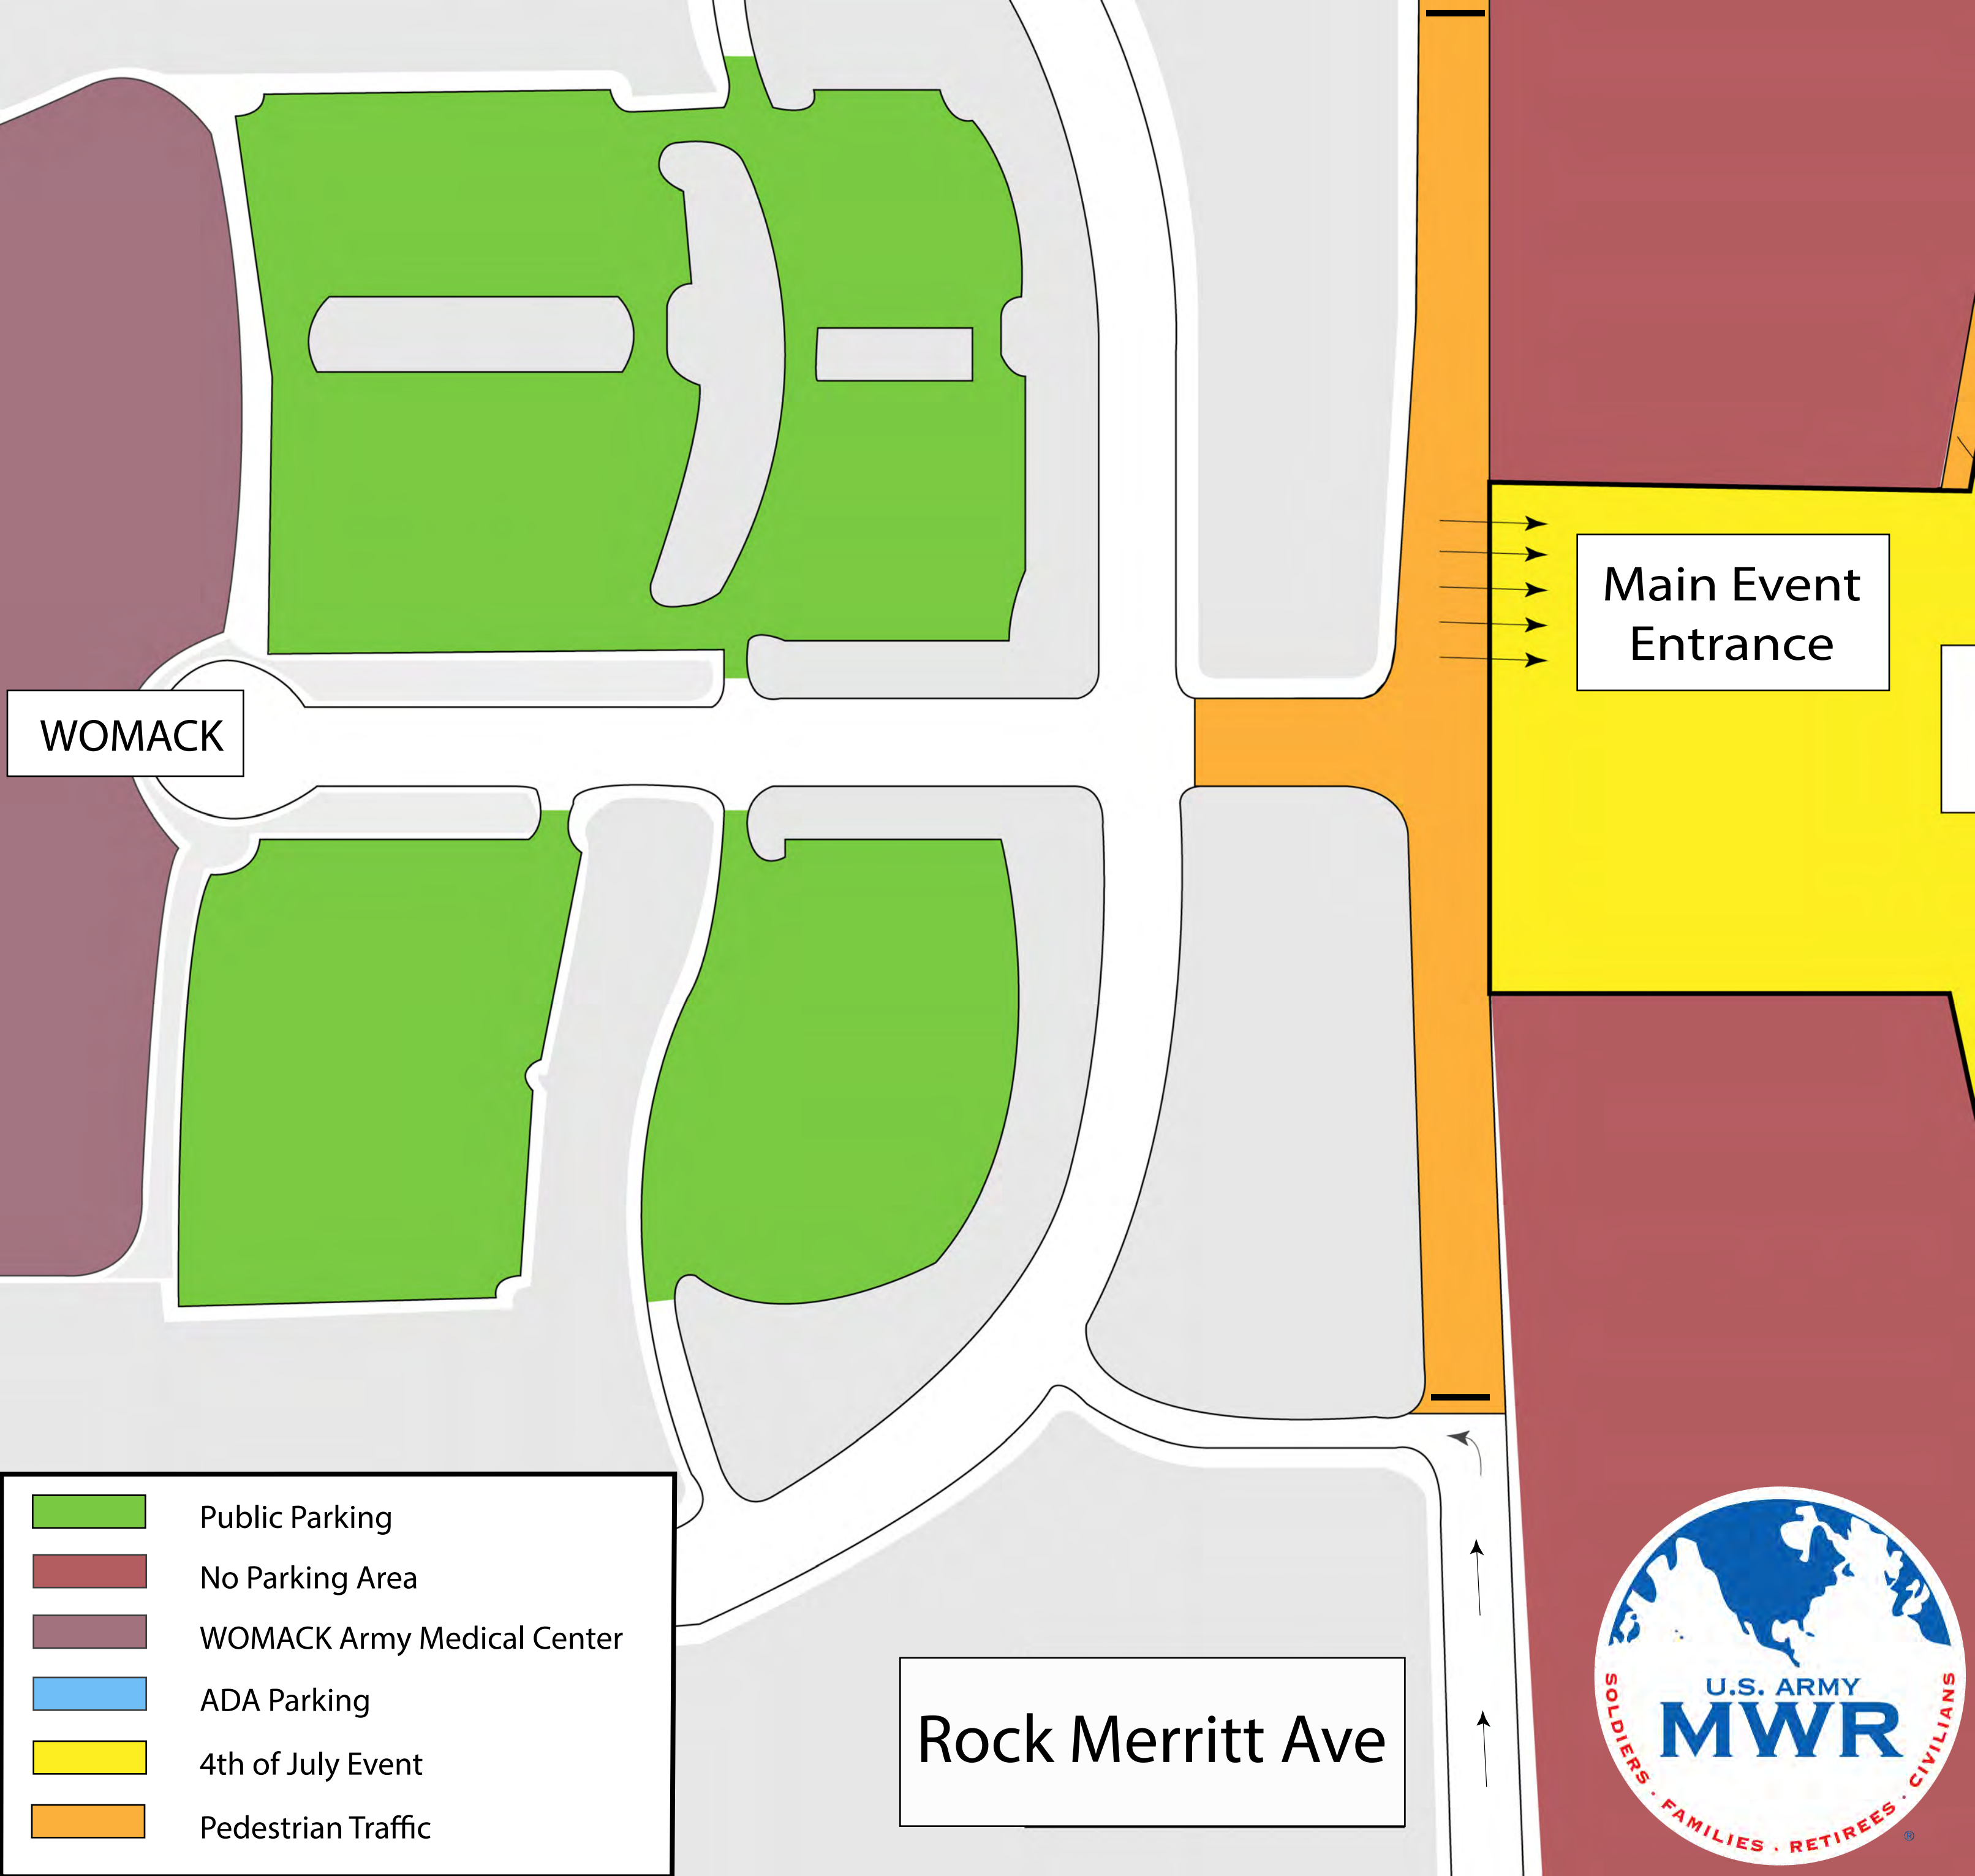 Main Event
Entrance
WOMACK
Public Parking
No Parking Area
WOMACK Army Medical Center
ADA Parking
4th of July Event
Pedestrian Traffic
Rock Merritt Ave
U.S. ARMY
MWR
SOLDIERS · FAMILIES · RETIREES · CIVILIANS
®